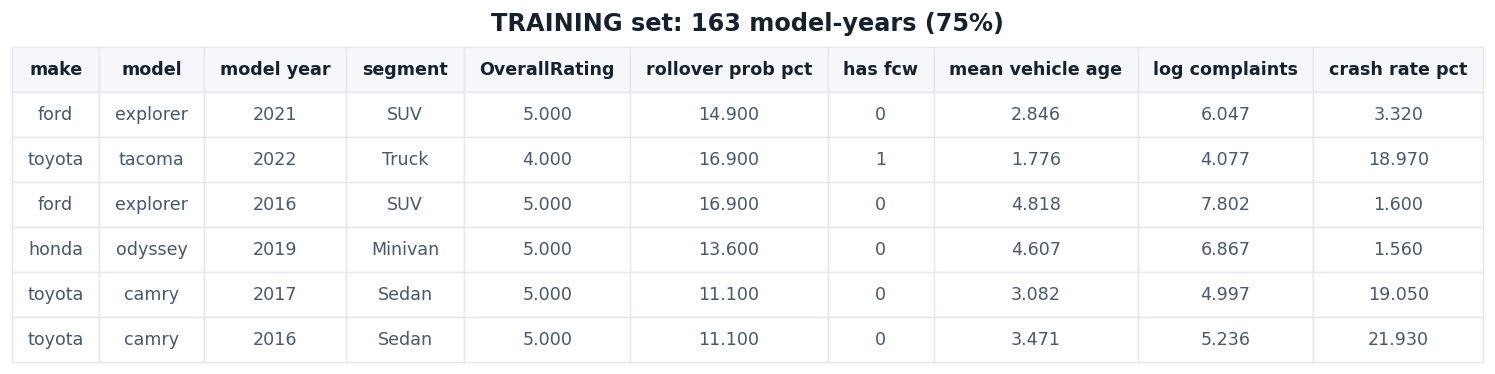 TRAINING set: 163 model-years (75%)
make model model year segment OverallRating rollover prob pct has fcw mean vehicle age log complaints crash rate pct
ford explorer 2021 SUV 5.000 14.900 0 2.846 6.047 3.320
toyota tacoma 2022 Truck 4.000 16.900 1 1.776 4.077 18.970
ford explorer 2016 SUV 5.000 16.900 0 4.818 7.802 1.600
honda odyssey 2019 Minivan 5.000 13.600 0 4.607 6.867 1.560
toyota camry 2017 Sedan 5.000 11.100 0 3.082 4.997 19.050
toyota camry 2016 Sedan 5.000 11.100 0 3.471 5.236 21.930